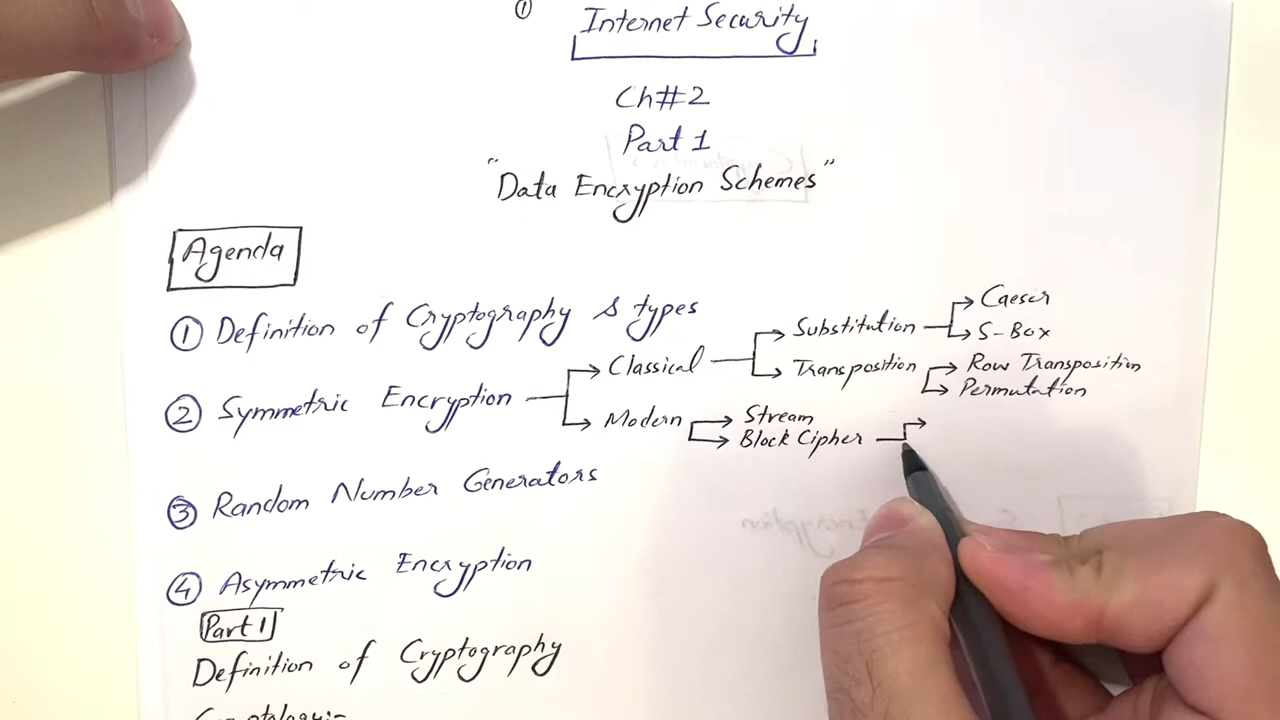 ①
Internet Security
Ch#2
Part 1
"Data Encryption Schemes"
Agenda
① Definition of Cryptography & types
② Symmetric Encryption
Classical
Substitution
Caeser
S-Box
Transposition
Row Transposition
Permutation
Modern
Stream
Block Cipher
③ Random Number Generators
④ Asymmetric Encryption
Part 1
Definition of Cryptography